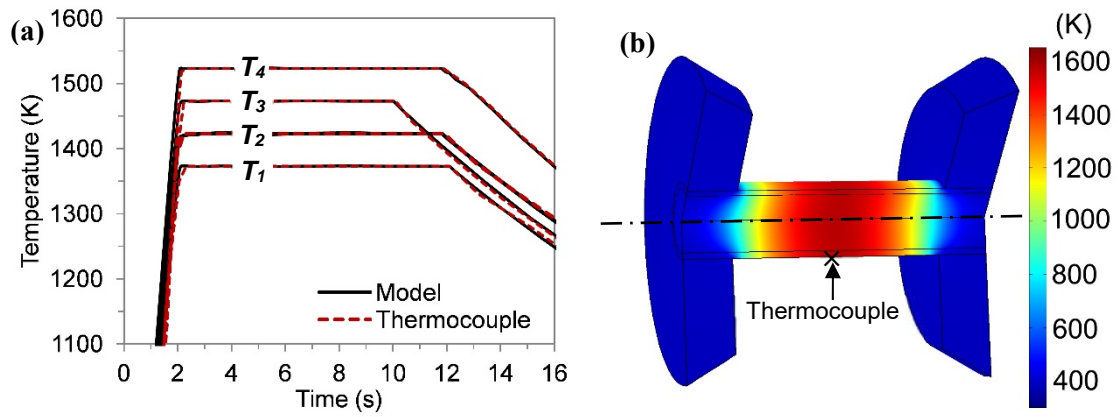 (a)
1600
1500
1400
1300
1200
1100
Temperature (K)
T4
T3
T2
T1
Model
Thermocouple
0 2 4 6 8 10 12 14 16
Time (s)
(b)
Thermocouple
(K)
1600
1400
1200
1000
800
600
400